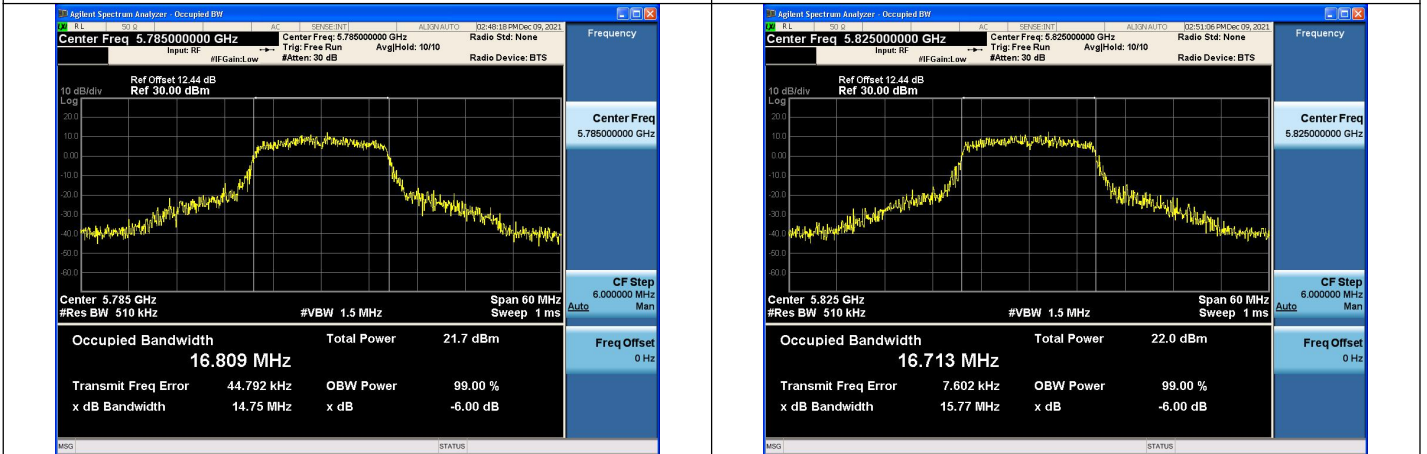 Agilent Spectrum Analyzer - Occupied BW
RL 50 Ω AC SENSE:INT ALIGNAUTO 02:48:18 PM Dec 09, 2021
Center Freq 5.785000000 GHz
Center Freq: 5.785000000 GHz
Radio Std: None
Input: RF
Trig: Free Run Avg|Hold: 10/10
#IFGain:Low
#Atten: 30 dB
Radio Device: BTS
Frequency
Ref Offset 12.44 dB
10 dB/div Ref 30.00 dBm
Log
20.0
10.0
0.00
-10.0
-20.0
-30.0
-40.0
-50.0
-60.0
Center Freq
5.785000000 GHz
CF Step
6.000000 MHz
Auto Man
Center 5.785 GHz Span 60 MHz
#Res BW 510 kHz #VBW 1.5 MHz Sweep 1 ms
Occupied Bandwidth Total Power 21.7 dBm
16.809 MHz
Transmit Freq Error 44.792 kHz OBW Power 99.00 %
x dB Bandwidth 14.75 MHz x dB -6.00 dB
Freq Offset
0 Hz
MSG STATUS
Agilent Spectrum Analyzer - Occupied BW
RL 50 Ω AC SENSE:INT ALIGNAUTO 02:51:06 PM Dec 09, 2021
Center Freq 5.825000000 GHz
Center Freq: 5.825000000 GHz
Radio Std: None
Input: RF
Trig: Free Run Avg|Hold: 10/10
#IFGain:Low
#Atten: 30 dB
Radio Device: BTS
Frequency
Ref Offset 12.44 dB
10 dB/div Ref 30.00 dBm
Log
20.0
10.0
0.00
-10.0
-20.0
-30.0
-40.0
-50.0
-60.0
Center Freq
5.825000000 GHz
CF Step
6.000000 MHz
Auto Man
Center 5.825 GHz Span 60 MHz
#Res BW 510 kHz #VBW 1.5 MHz Sweep 1 ms
Occupied Bandwidth Total Power 22.0 dBm
16.713 MHz
Transmit Freq Error 7.602 kHz OBW Power 99.00 %
x dB Bandwidth 15.77 MHz x dB -6.00 dB
Freq Offset
0 Hz
MSG STATUS